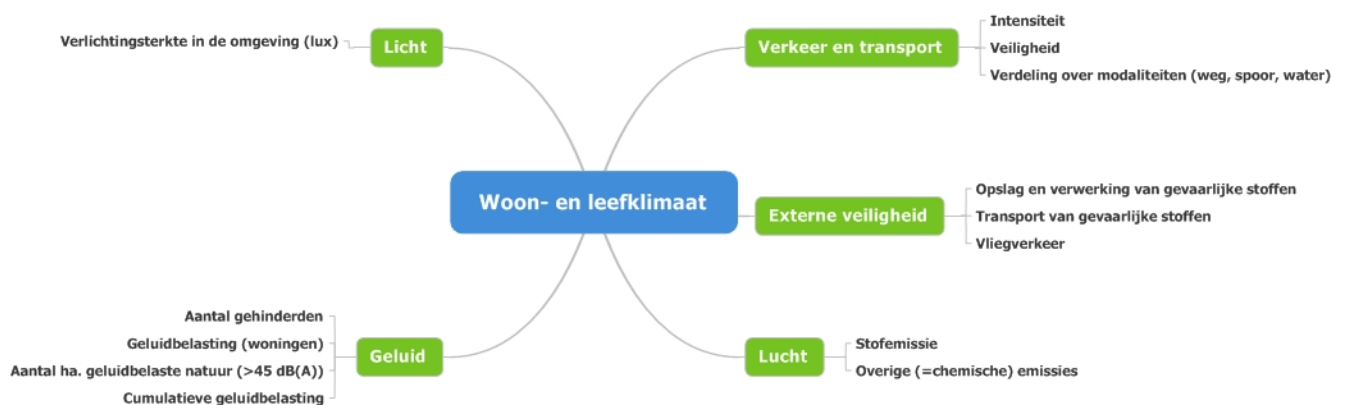 Woon- en leefklimaat
Licht
Verlichtingsterkte in de omgeving (lux)
Verkeer en transport
Intensiteit
Veiligheid
Verdeling over modaliteiten (weg, spoor, water)
Externe veiligheid
Opslag en verwerking van gevaarlijke stoffen
Transport van gevaarlijke stoffen
Vliegverkeer
Geluid
Aantal gehinderden
Geluidbelasting (woningen)
Aantal ha. geluidbelaste natuur (>45 dB(A))
Cumulatieve geluidbelasting
Lucht
Stofemissie
Overige (=chemische) emissies